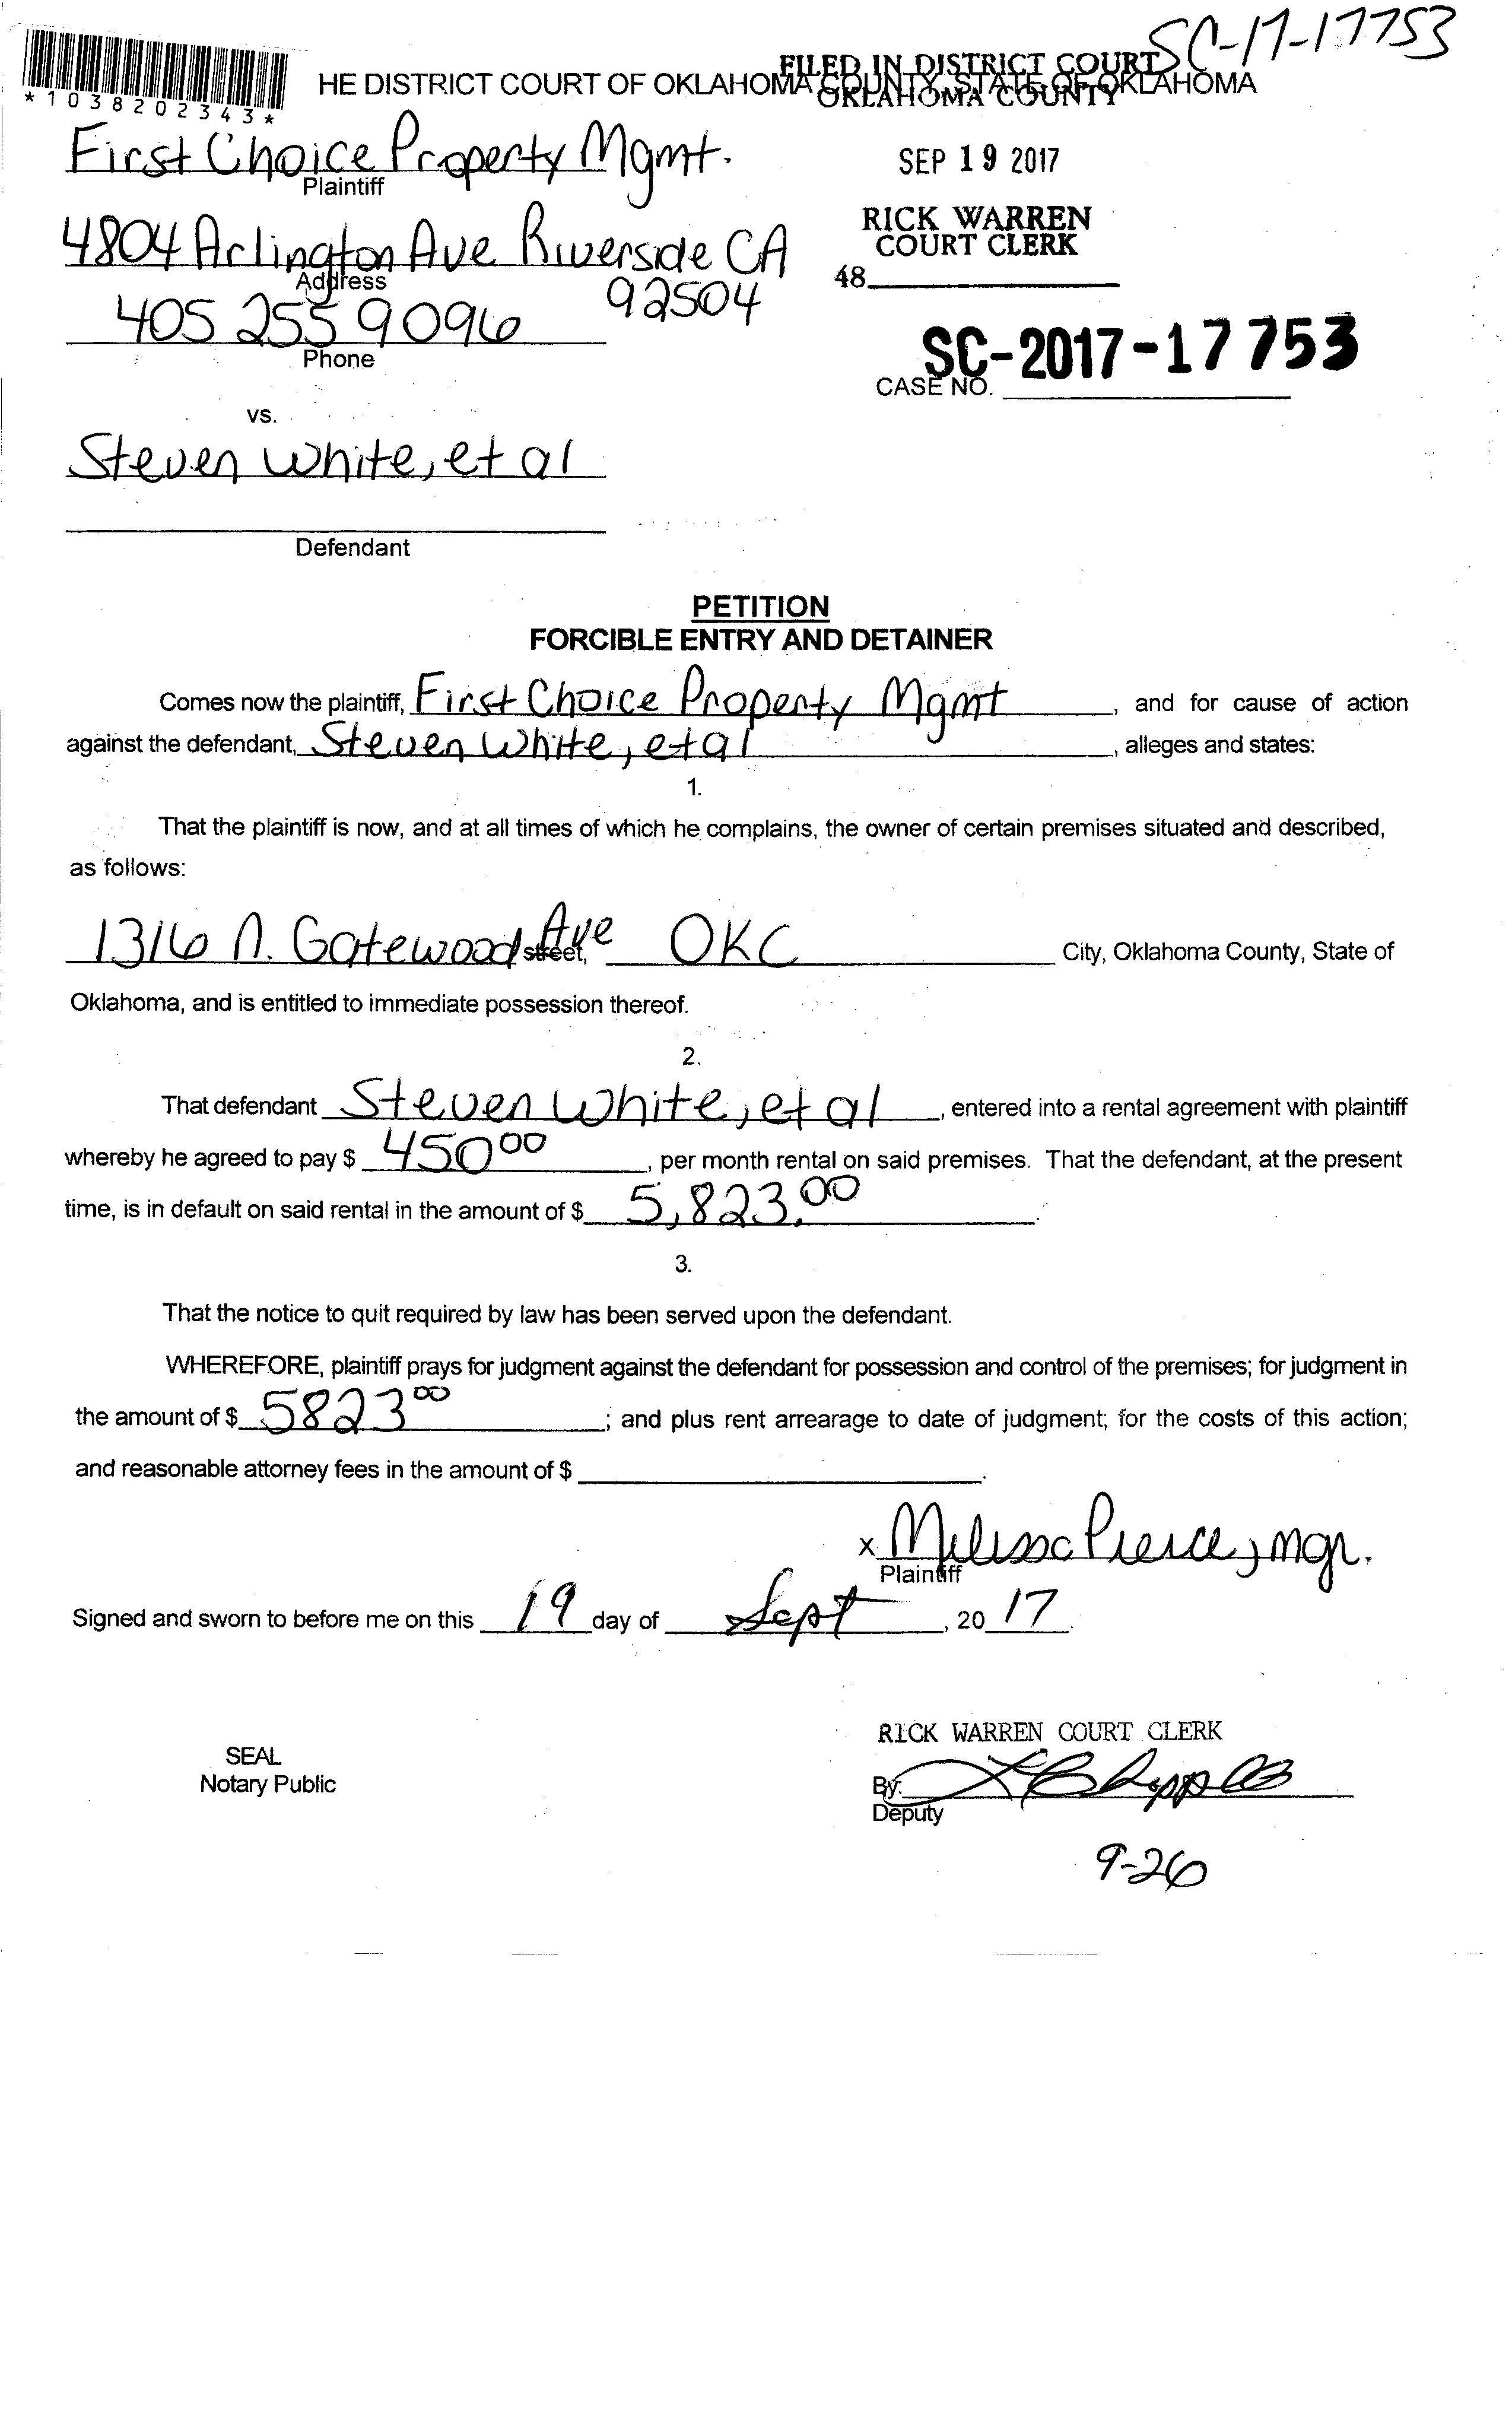 SC-17-17753
FILED IN DISTRICT COURT
OKLAHOMA COUNTY
HE DISTRICT COURT OF OKLAHOMA COUNTY, STATE OF OKLAHOMA
*1038202343*
First Choice Property Mgmt.
Plaintiff
SEP 19 2017
RICK WARREN
COURT CLERK
4804 Arlington Ave Riverside CA
Address
92504
48
405 255 9096
Phone
SC-2017-17753
CASE NO.
vs.
Steven White, et al
Defendant
PETITION
FORCIBLE ENTRY AND DETAINER
Comes now the plaintiff, First Choice Property Mgmt, and for cause of action
against the defendant, Steven White, et al, alleges and states:
1.
That the plaintiff is now, and at all times of which he complains, the owner of certain premises situated and described,
as follows:
1316 N. Gatewood Ave street, OKC City, Oklahoma County, State of
Oklahoma, and is entitled to immediate possession thereof.
2.
That defendant Steven White, et al, entered into a rental agreement with plaintiff
whereby he agreed to pay $ 450 00, per month rental on said premises. That the defendant, at the present
time, is in default on said rental in the amount of $ 5,823.00.
3.
That the notice to quit required by law has been served upon the defendant.
WHEREFORE, plaintiff prays for judgment against the defendant for possession and control of the premises; for judgment in
the amount of $ 5823 00; and plus rent arrearage to date of judgment; for the costs of this action;
and reasonable attorney fees in the amount of $ .
x Melissa Pierce, mgr.
Plaintiff
Signed and sworn to before me on this 19 day of Sept, 20 17.
RICK WARREN COURT CLERK
SEAL
Notary Public
By:
Deputy
9-26